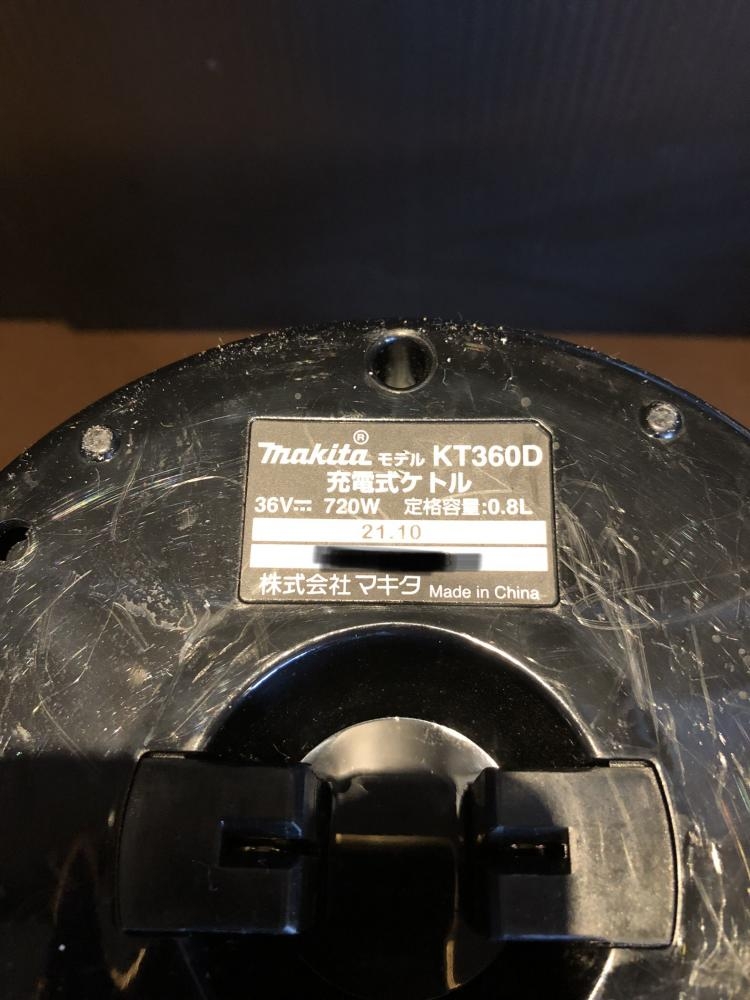 makita® モデル KT360D
充電式ケトル
36V⎓ 720W 定格容量:0.8L
21.10
株式会社 マキタ Made in China